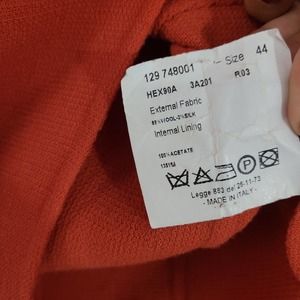 129 748001 - Size 44
HEX90A 3A201 R.03
External Fabric
Internal Lining
100%ACETATE
Legge 883 del 26-11-73
- MADE IN ITALY -